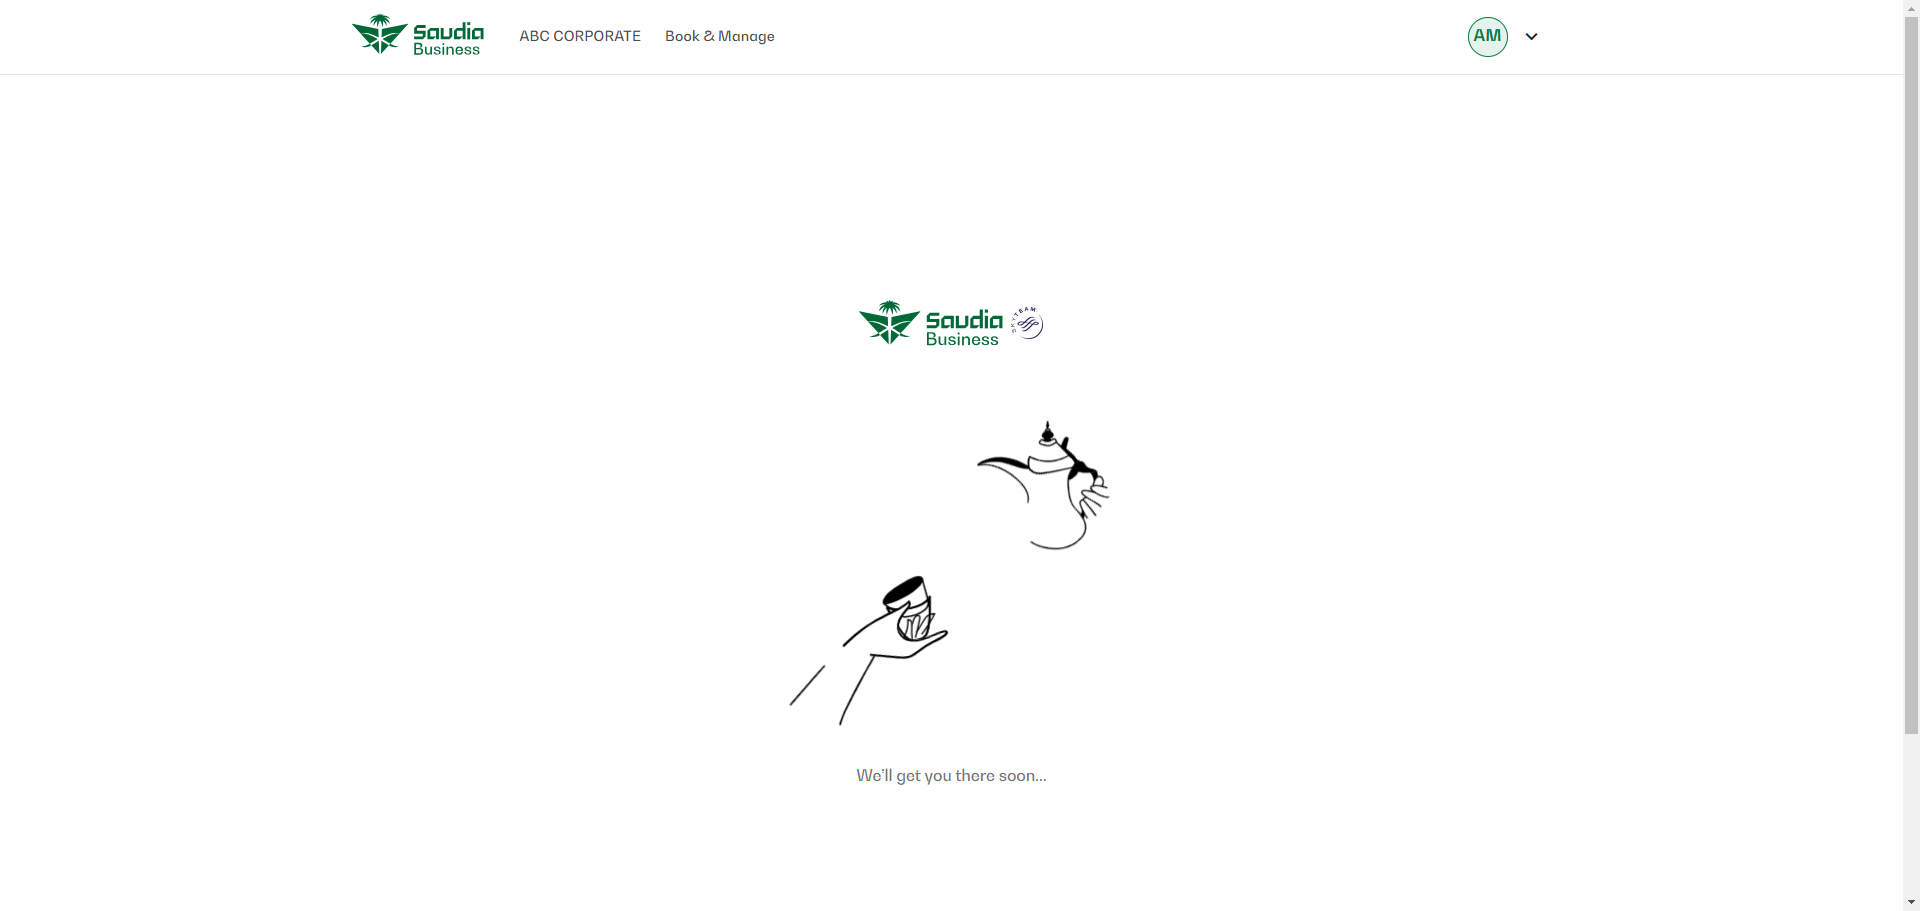 Saudia
Business
ABC CORPORATE
Book & Manage
AM
Saudia
Business
SKYTEAM
We'll get you there soon...